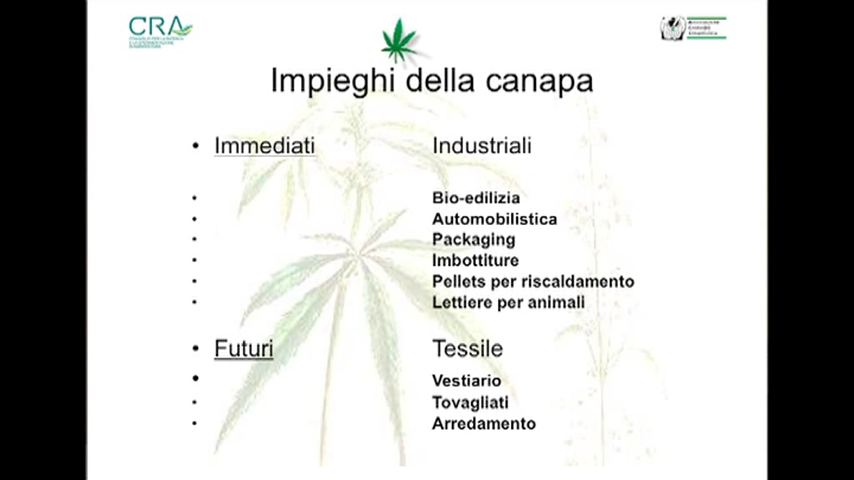 CRA
Impieghi della canapa
• Immediati Industriali
• Bio-edilizia
• Automobilistica
• Packaging
• Imbottiture
• Pellets per riscaldamento
• Lettiere per animali
• Futuri Tessile
• Vestiario
• Tovagliati
• Arredamento